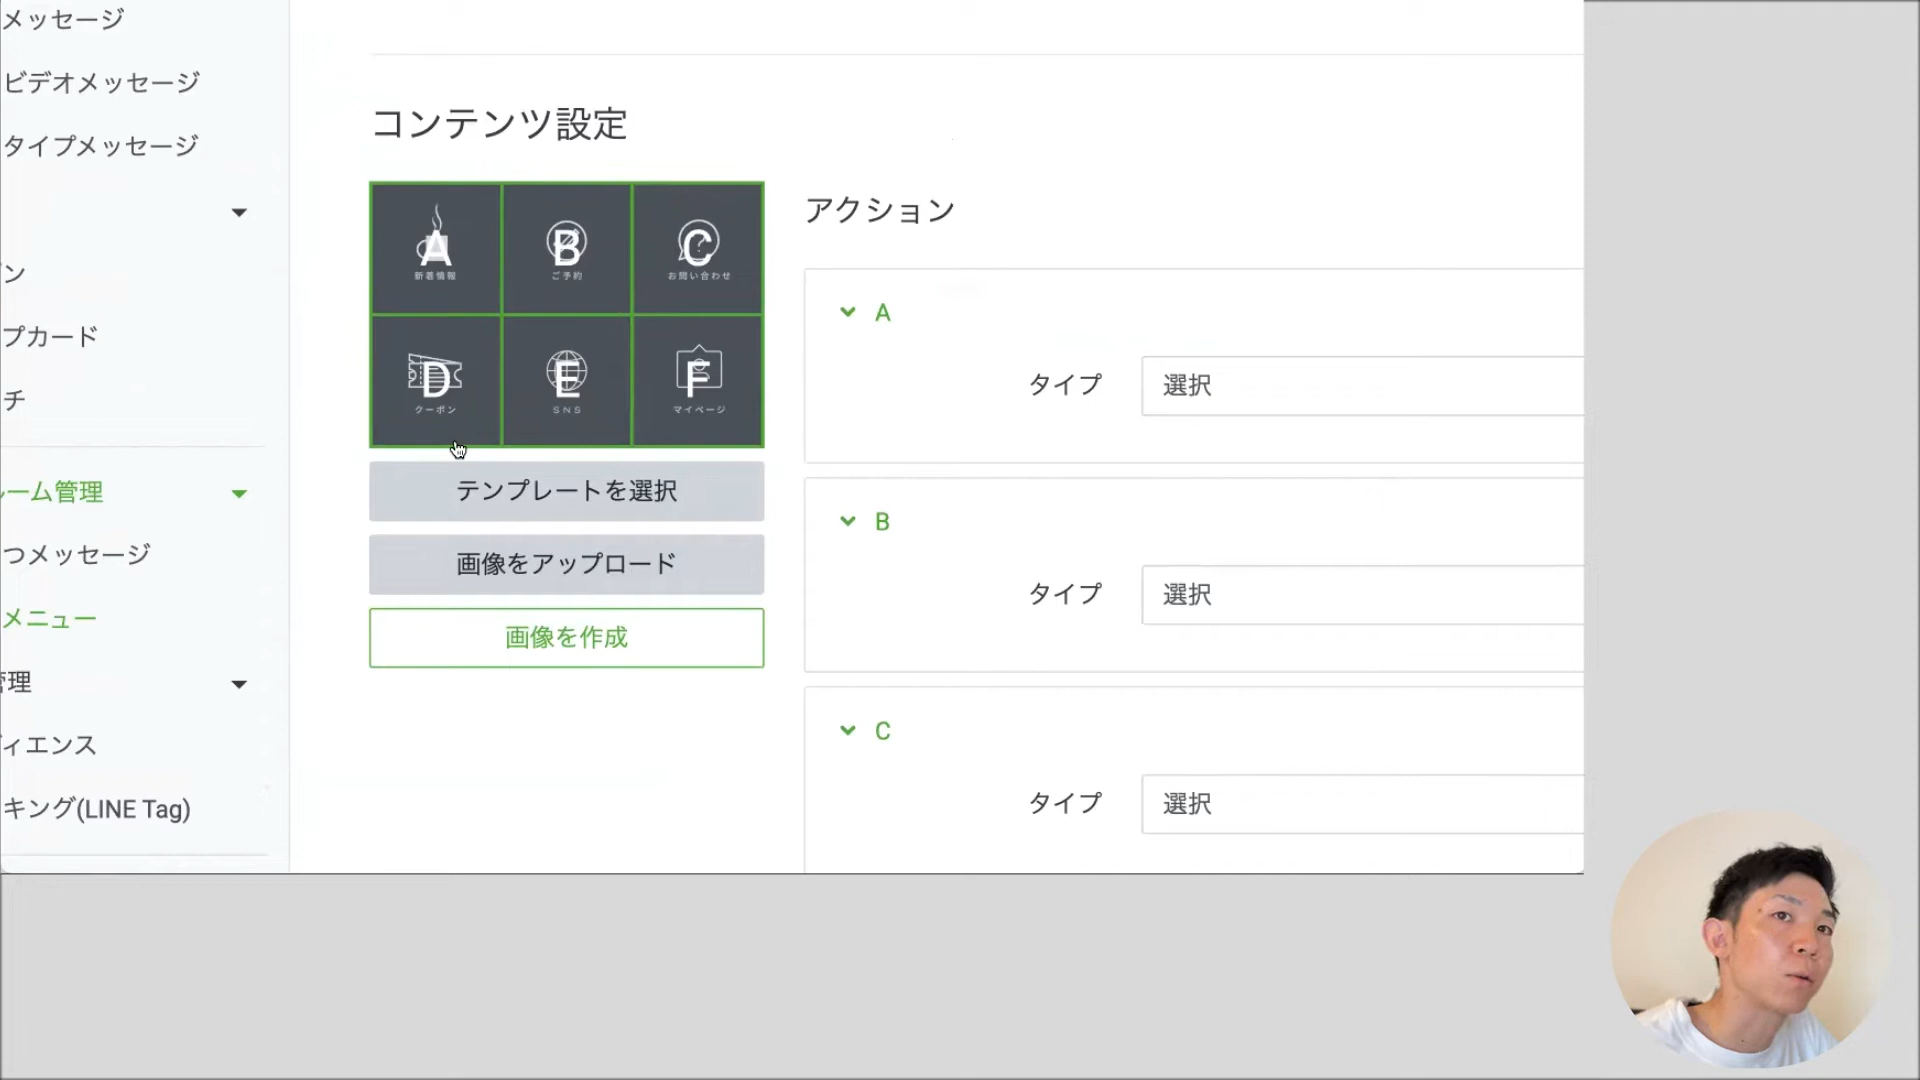 メッセージ
ビデオメッセージ
タイプメッセージ
ン
プカード
チ
ーム管理
つメッセージ
メニュー
管理
ィエンス
キング(LINE Tag)
コンテンツ設定
A
新着情報
B
ご予約
C
お問い合わせ
D
クーポン
E
SNS
F
マイページ
テンプレートを選択
画像をアップロード
画像を作成
アクション
A
タイプ 選択
B
タイプ 選択
C
タイプ 選択